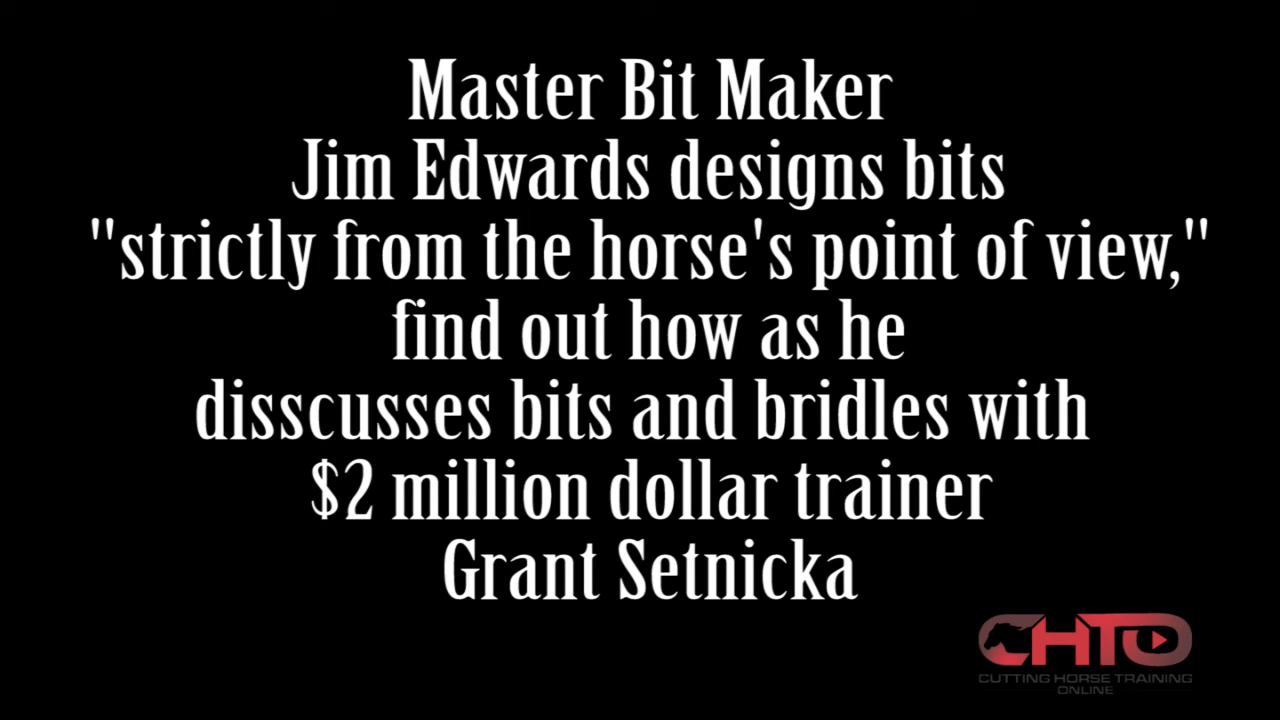 Master Bit Maker
Jim Edwards designs bits
"strictly from the horse's point of view,"
find out how as he
disscusses bits and bridles with
$2 million dollar trainer
Grant Setnicka
CHTO
CUTTING HORSE TRAINING
ONLINE